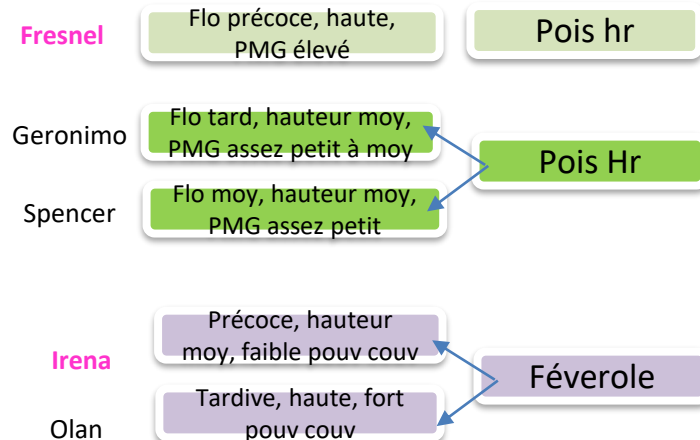 Fresnel
Flo précoce, haute,
PMG élevé
Pois hr
Geronimo
Flo tard, hauteur moy,
PMG assez petit à moy
Pois Hr
Spencer
Flo moy, hauteur moy,
PMG assez petit
Irena
Précoce, hauteur
moy, faible pouv couv
Féverole
Olan
Tardive, haute, fort
pouv couv